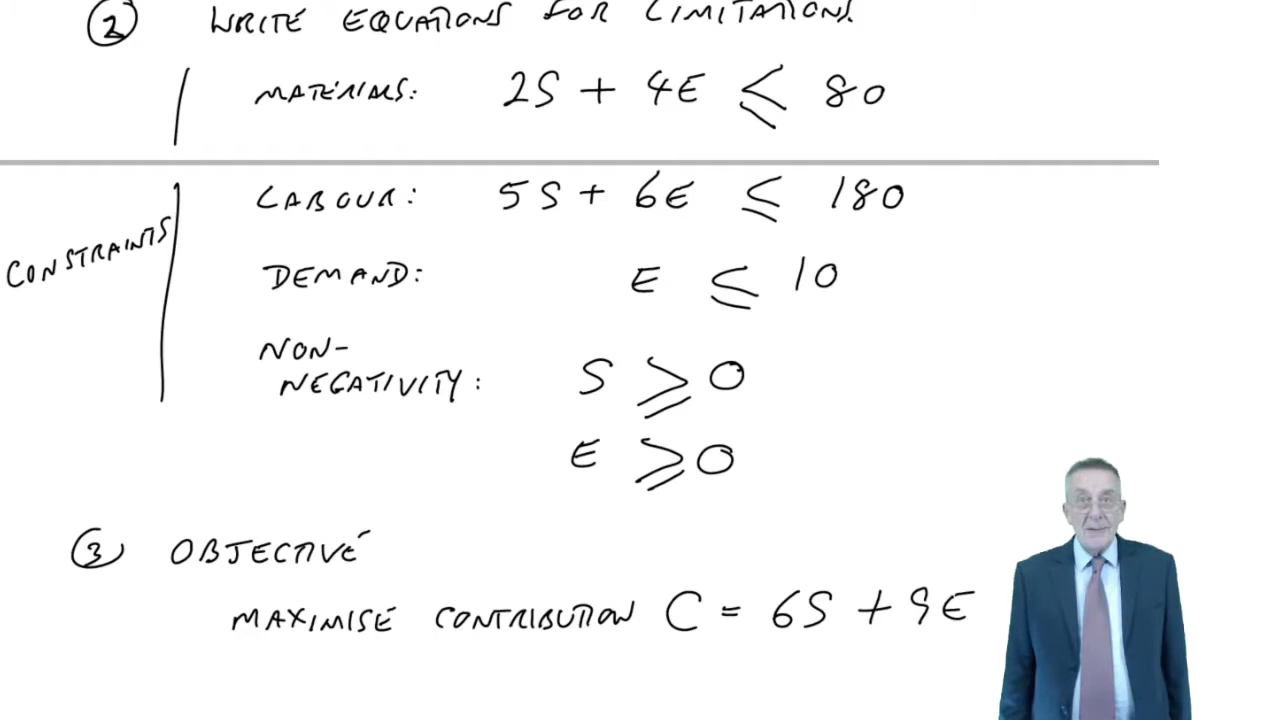 ② WRITE EQUATIONS FOR LIMITATIONS
MATERIALS: 2S + 4E ≤ 80
CONSTRAINTS
LABOUR: 5S + 6E ≤ 180
DEMAND: E ≤ 10
NON-
NEGATIVITY: S ≥ 0
E ≥ 0
③ OBJECTIVE
MAXIMISE CONTRIBUTION C = 6S + 9E